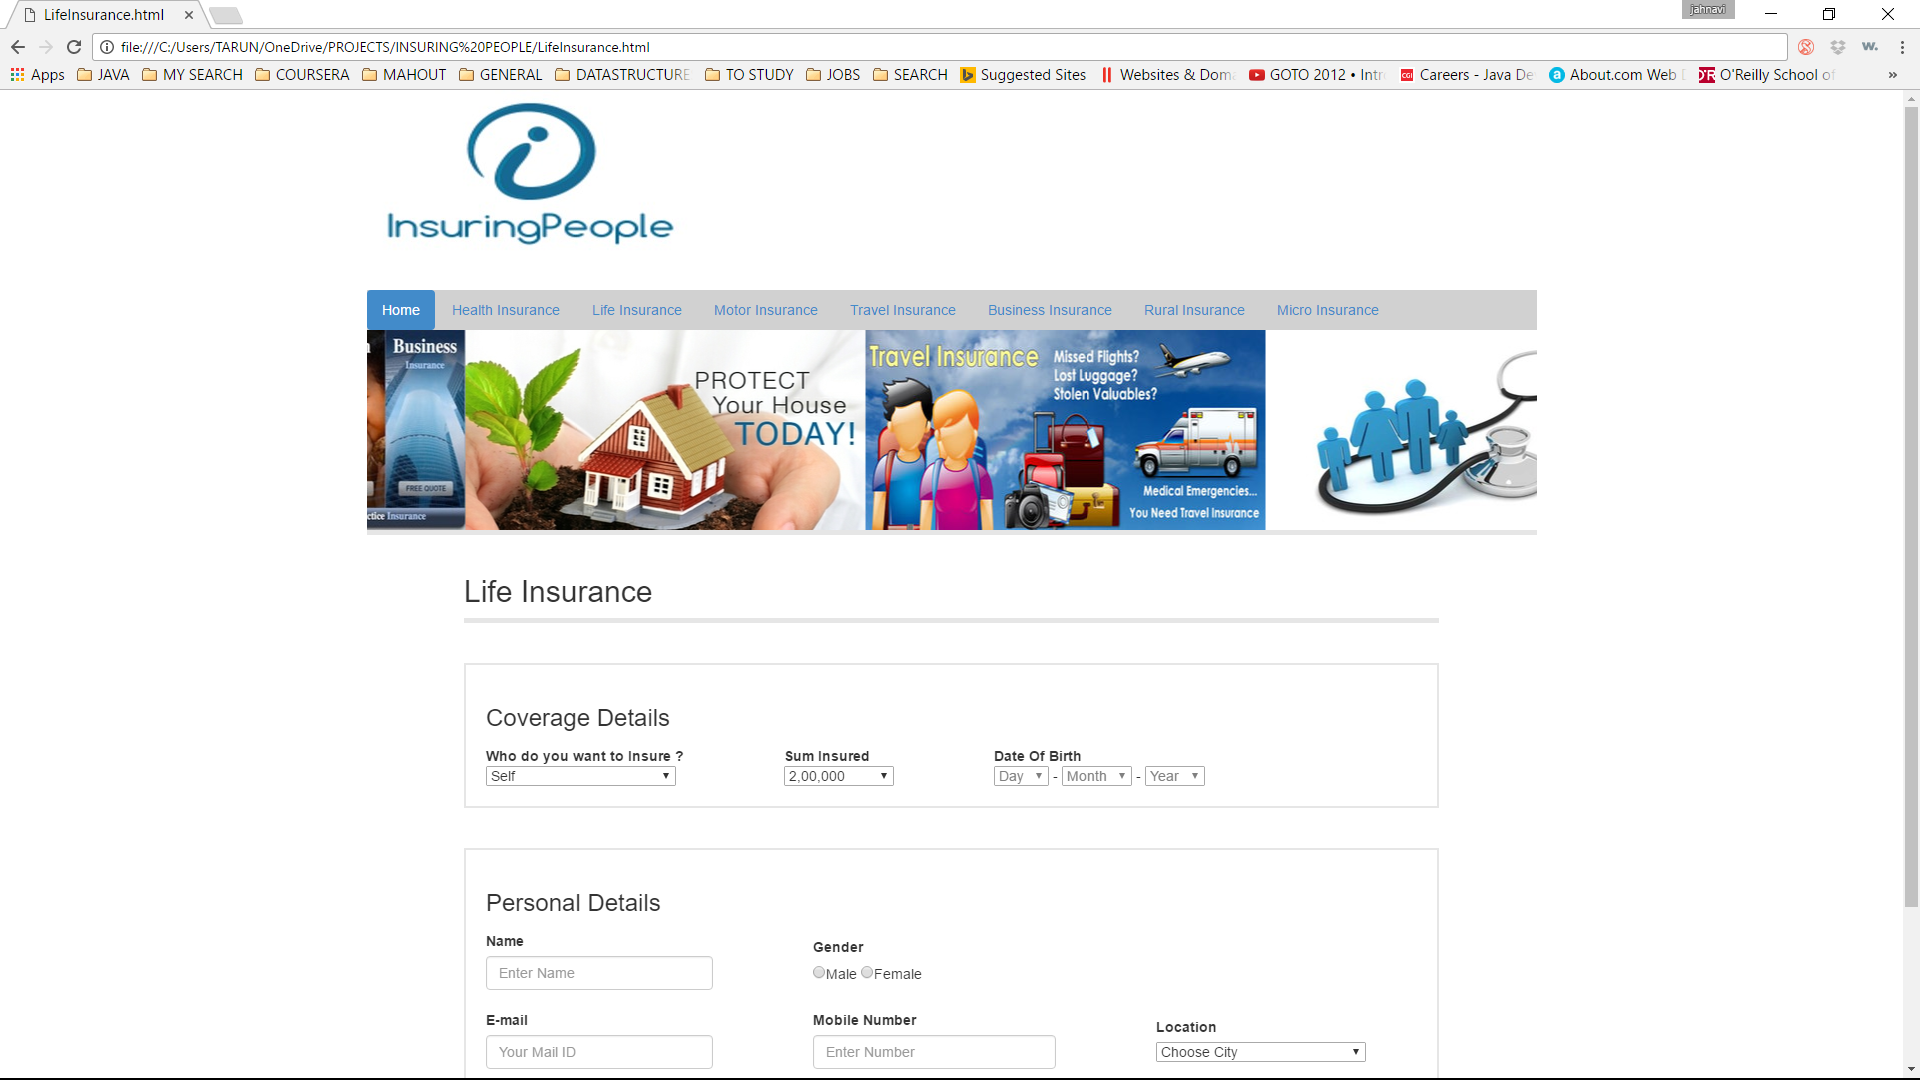 LifeInsurance.html
jahnavi
file:///C:/Users/TARUN/OneDrive/PROJECTS/INSURING%20PEOPLE/LifeInsurance.html
Apps JAVA MY SEARCH COURSERA MAHOUT GENERAL DATASTRUCTURE TO STUDY JOBS SEARCH Suggested Sites Websites & Doma GOTO 2012 • Intr Careers - Java De About.com Web O'Reilly School of »
InsuringPeople
Home Health Insurance Life Insurance Motor Insurance Travel Insurance Business Insurance Rural Insurance Micro Insurance
Business
Insurance
FREE QUOTE
ctice Insurance
PROTECT
Your House
TODAY!
Travel Insurance
Missed Flights?
Lost Luggage?
Stolen Valuables?
Medical Emergencies...
You Need Travel Insurance
Life Insurance
Coverage Details
Who do you want to Insure ? Sum Insured Date Of Birth
Self 2,00,000 Day - Month - Year
Personal Details
Name Gender
Enter Name Male Female
E-mail Mobile Number Location
Your Mail ID Enter Number Choose City